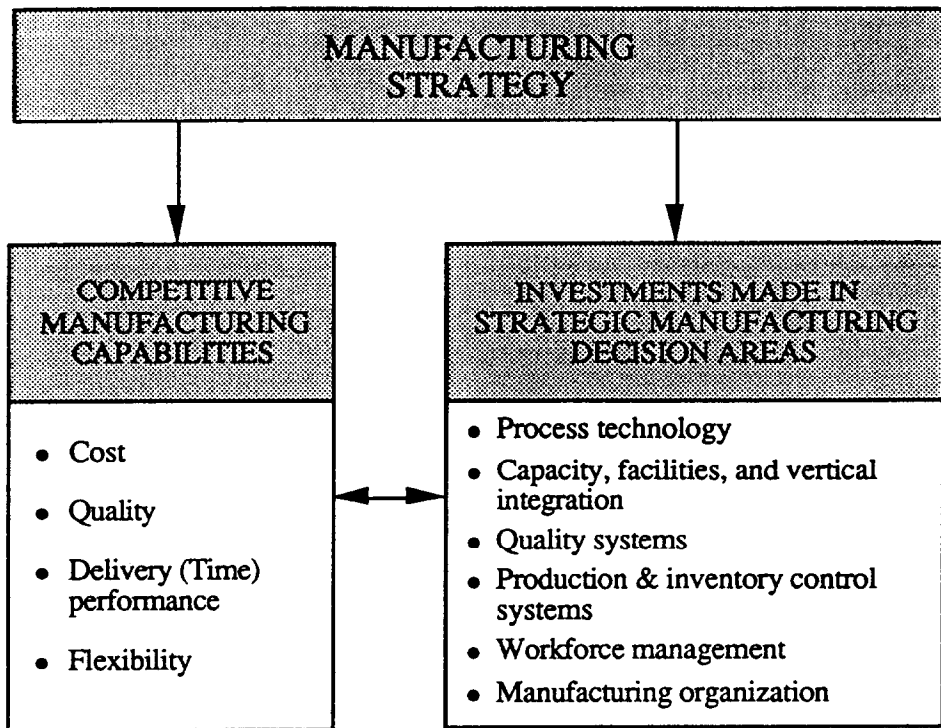 MANUFACTURING
STRATEGY
COMPETITIVE
MANUFACTURING
CAPABILITIES
• Cost
• Quality
• Delivery (Time)
performance
• Flexibility
INVESTMENTS MADE IN
STRATEGIC MANUFACTURING
DECISION AREAS
• Process technology
• Capacity, facilities, and vertical
integration
• Quality systems
• Production & inventory control
systems
• Workforce management
• Manufacturing organization